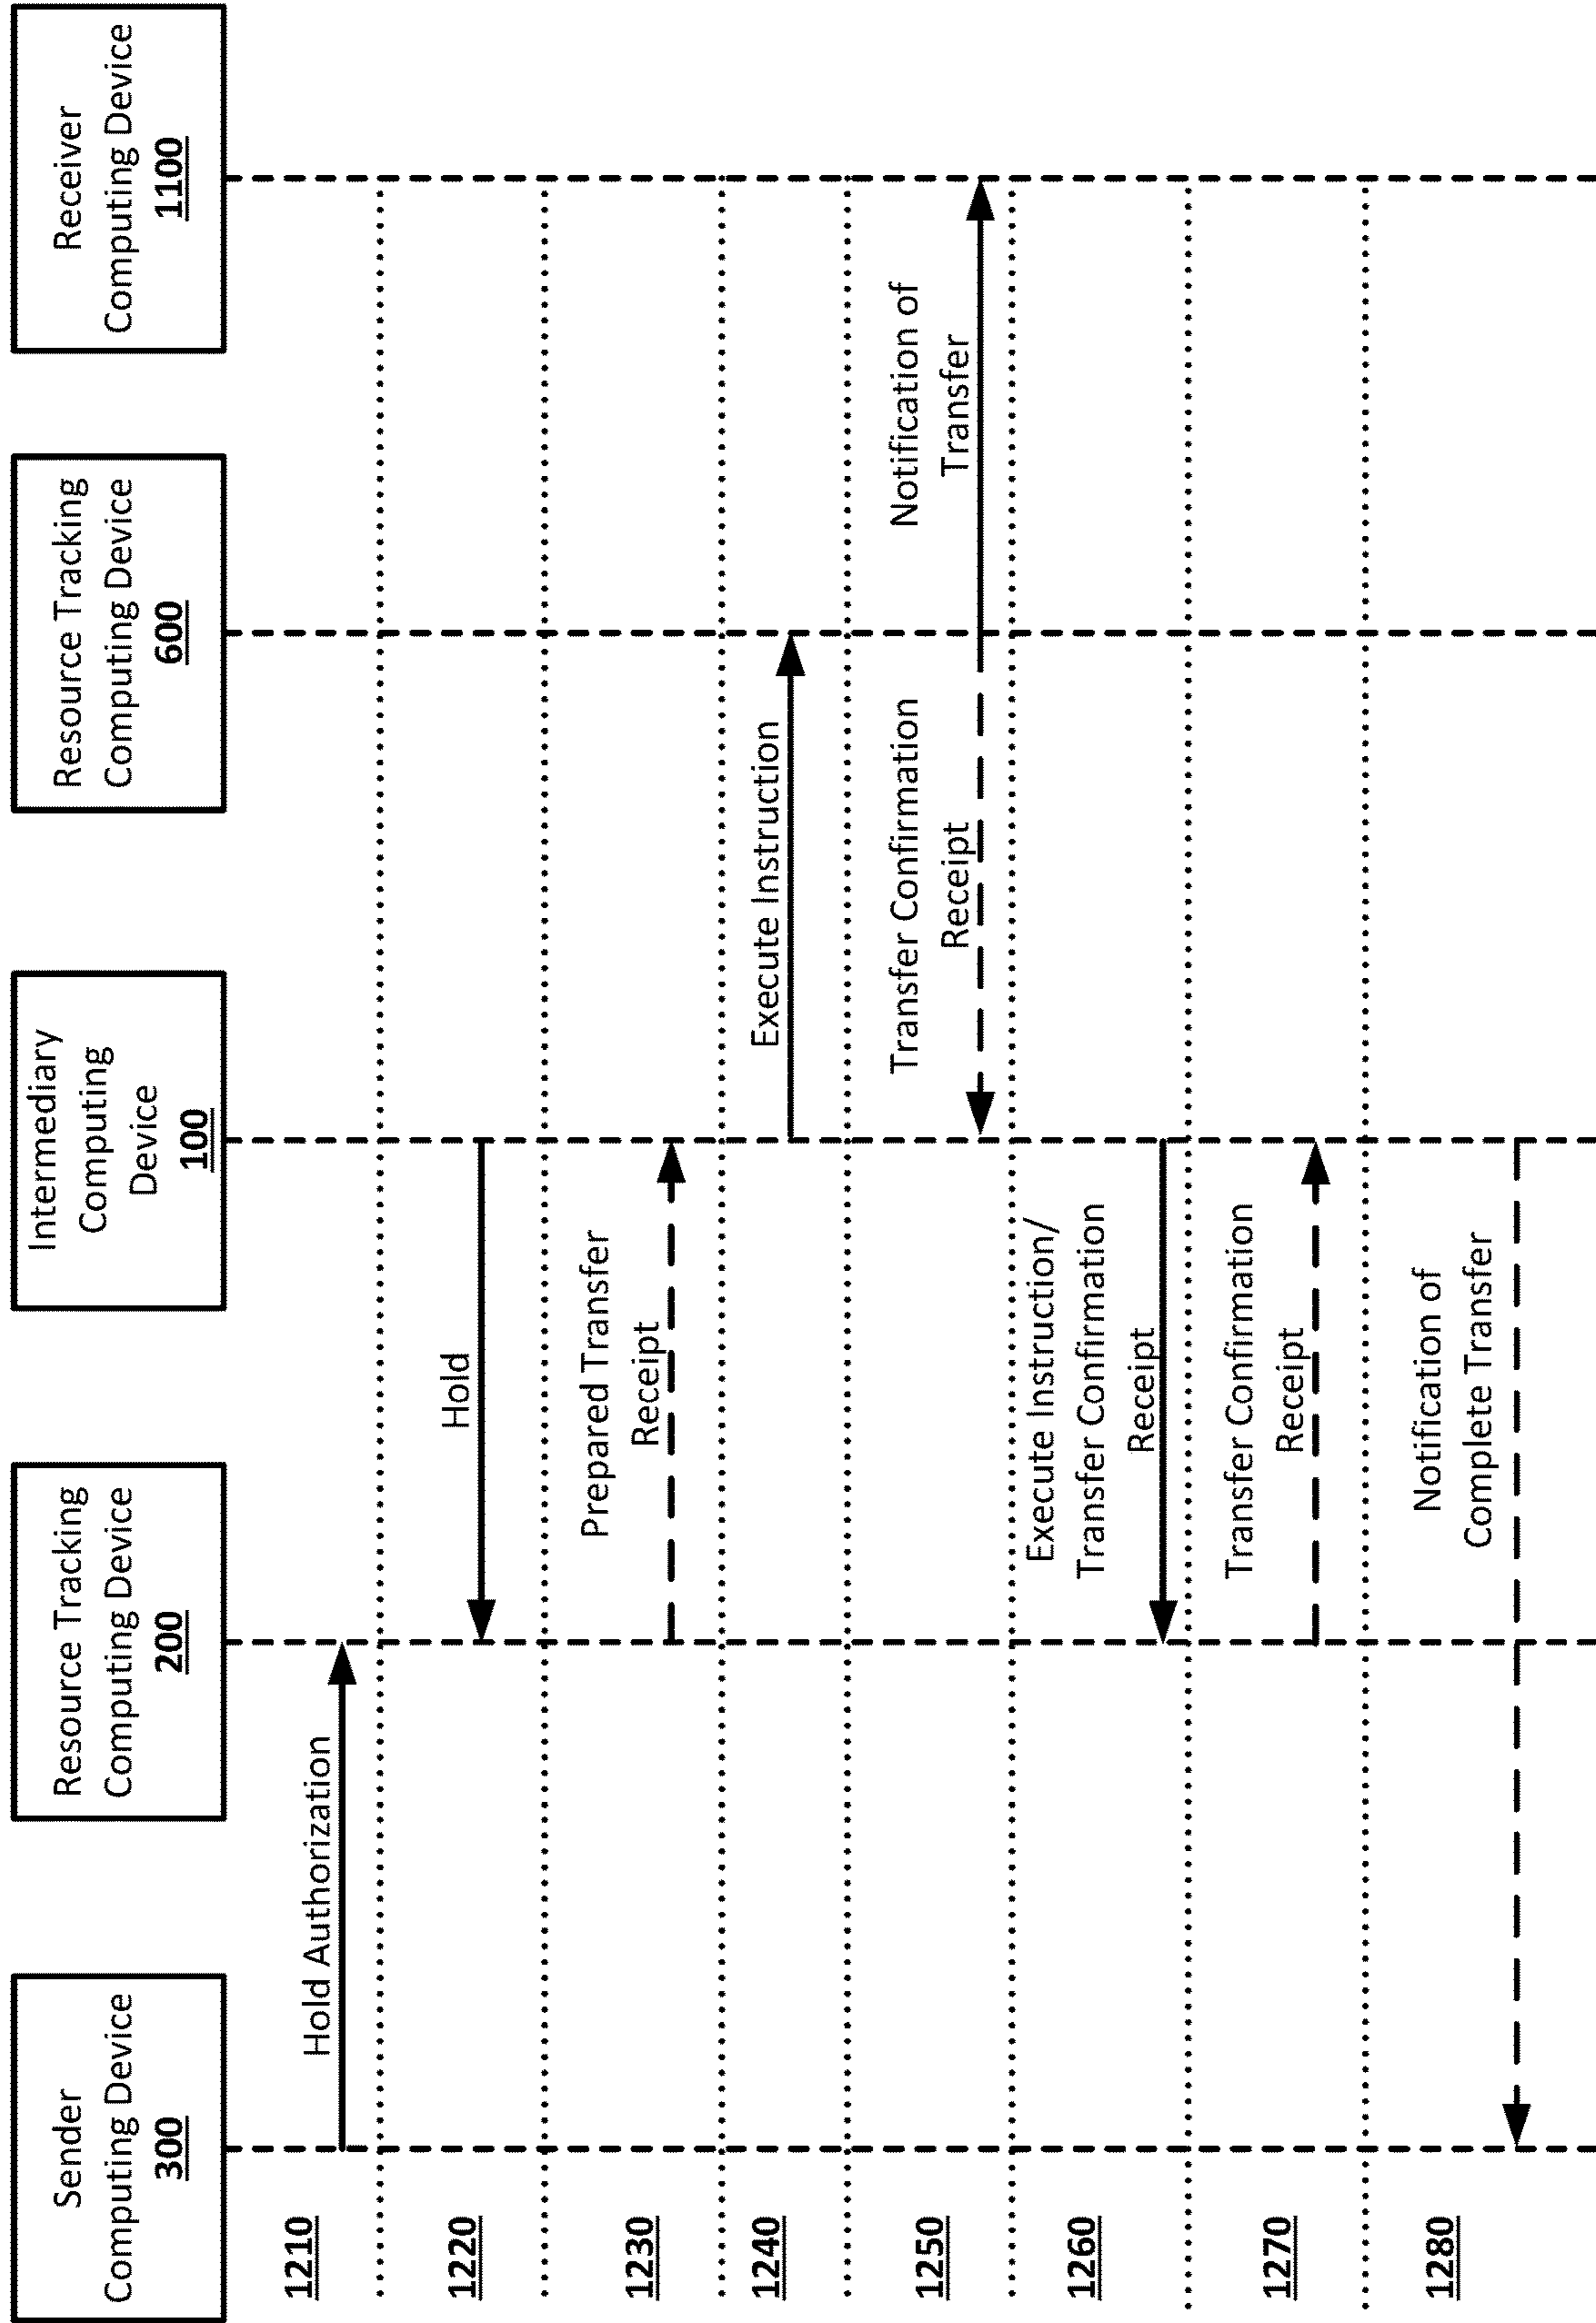 Sender
Computing Device
300
Resource Tracking
Computing Device
200
Intermediary
Computing
Device
100
Resource Tracking
Computing Device
600
Receiver
Computing Device
1100
1210
Hold Authorization
1220
Hold
1230
Prepared Transfer
Receipt
1240
Execute Instruction
1250
Transfer Confirmation
Receipt
Notification of
Transfer
1260
Execute Instruction/
Transfer Confirmation
Receipt
1270
Transfer Confirmation
Receipt
1280
Notification of
Complete Transfer